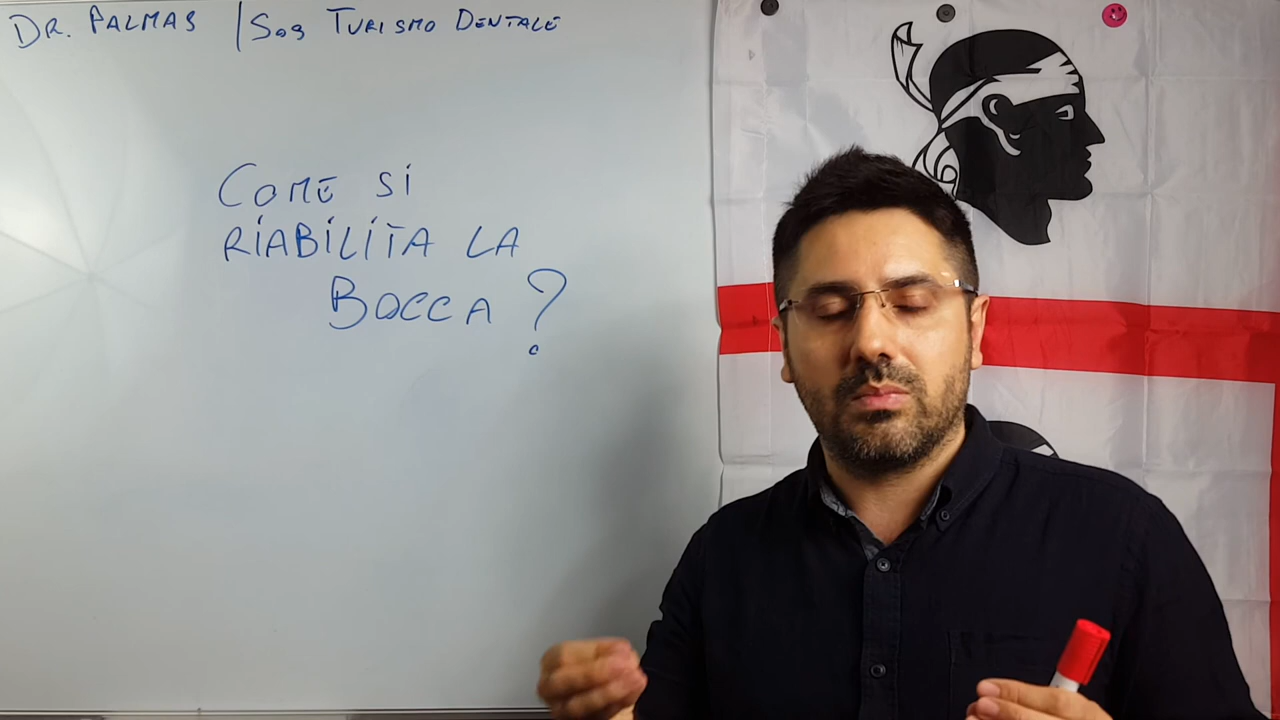 DR. PALMAS | SOS TURISMO DENTALE
COME SI
RIABILITA LA
BOCCA ?